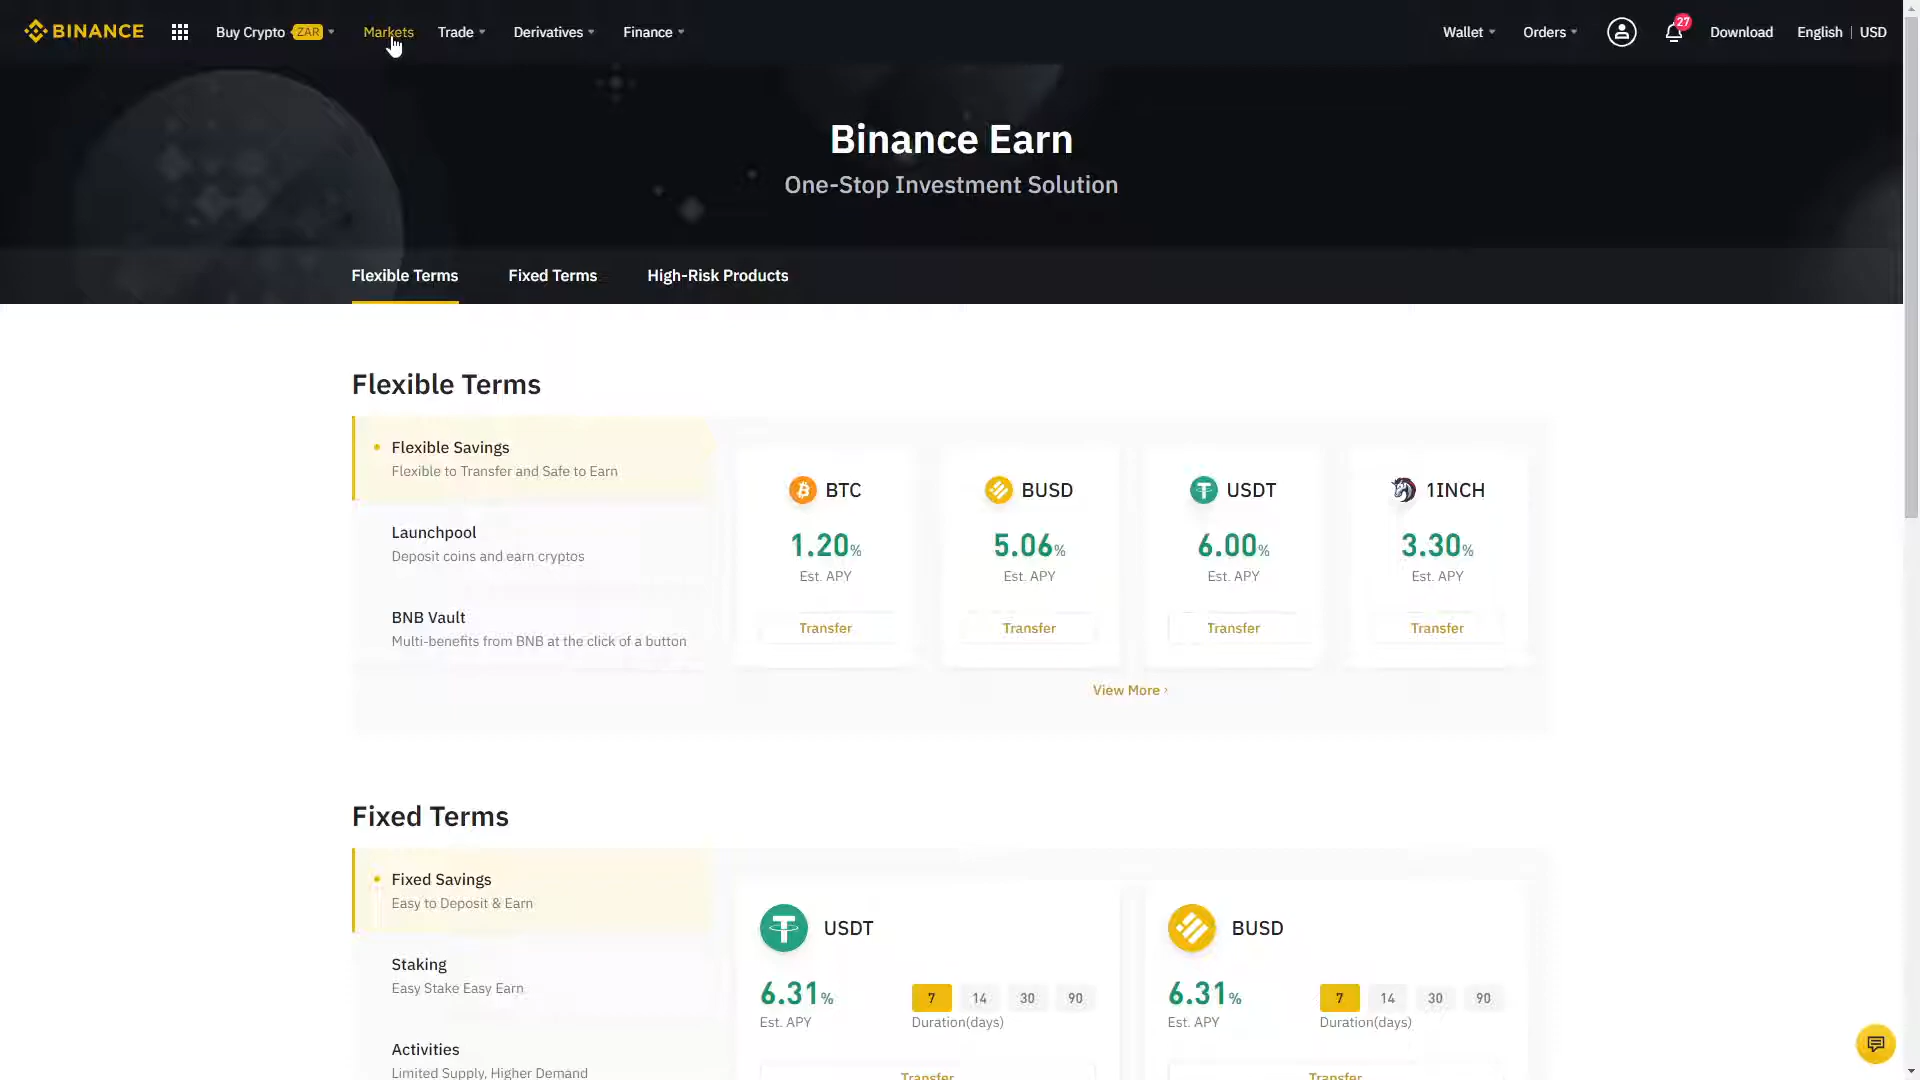 BINANCE
Buy Crypto ZAR
Markets
Trade
Derivatives
Finance
Wallet
Orders
27
Download
English | USD
Binance Earn
One-Stop Investment Solution
Flexible Terms
Fixed Terms
High-Risk Products
Flexible Terms
Flexible Savings
Flexible to Transfer and Safe to Earn
Launchpool
Deposit coins and earn cryptos
BNB Vault
Multi-benefits from BNB at the click of a button
BTC
1.20%
Est. APY
Transfer
BUSD
5.06%
Est. APY
Transfer
USDT
6.00%
Est. APY
Transfer
1INCH
3.30%
Est. APY
Transfer
View More ›
Fixed Terms
Fixed Savings
Easy to Deposit & Earn
Staking
Easy Stake Easy Earn
Activities
Limited Supply, Higher Demand
USDT
6.31%
Est. APY
7 14 30 90
Duration(days)
Transfer
BUSD
6.31%
Est. APY
7 14 30 90
Duration(days)
Transfer